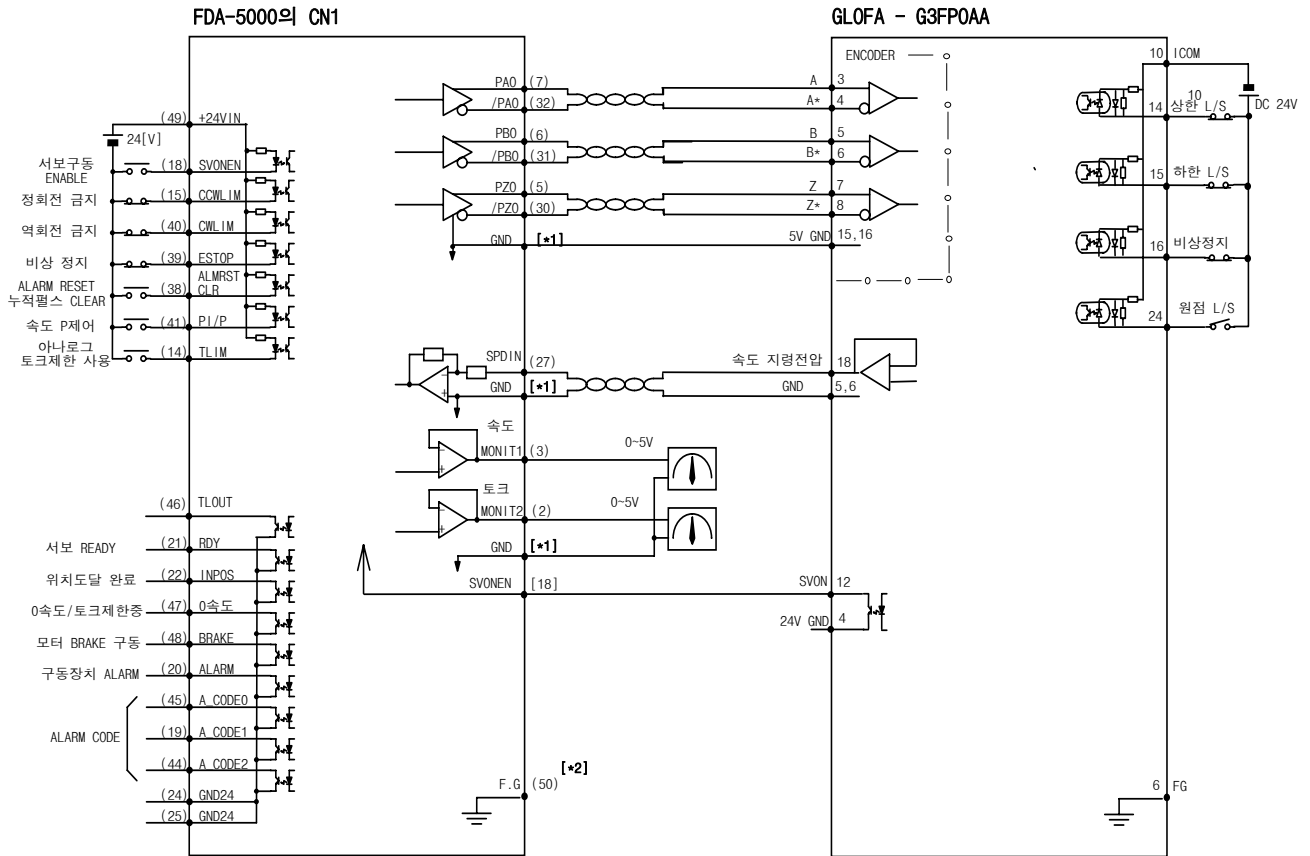 FDA-5000의 CN1
GLOFA - G3FPOAA
(49) +24VIN
24[V]
서보구동
ENABLE
(18) SVONEN
정회전 금지
(15) CCWLIM
역회전 금지
(40) CWLIM
비상 정지
(39) ESTOP
ALARM RESET
누적펄스 CLEAR
(38) ALMRST
CLR
속도 P제어
(41) PI/P
아나로그
토크제한 사용
(14) TLIM
(46) TLOUT
서보 READY
(21) RDY
위치도달 완료
(22) INPOS
0속도/토크제한중
(47) 0속도
모터 BRAKE 구동
(48) BRAKE
구동장치 ALARM
(20) ALARM
ALARM CODE
(45) A_CODE0
(19) A_CODE1
(44) A_CODE2
(24) GND24
(25) GND24
PAO (7)
/PAO (32)
PBO (6)
/PBO (31)
PZO (5)
/PZO (30)
GND [*1]
SPDIN (27)
GND [*1]
속도
MONIT1 (3)
0~5V
토크
MONIT2 (2)
0~5V
GND [*1]
SVONEN [18]
F.G (50) [*2]
ENCODER
A 3
A* 4
B 5
B* 6
Z 7
Z* 8
5V GND 15,16
속도 지령전압 18
GND 5,6
SVON 12
24V GND 4
10 ICOM
10
DC 24V
14 상한 L/S
15 하한 L/S
16 비상정지
24 원점 L/S
6 FG